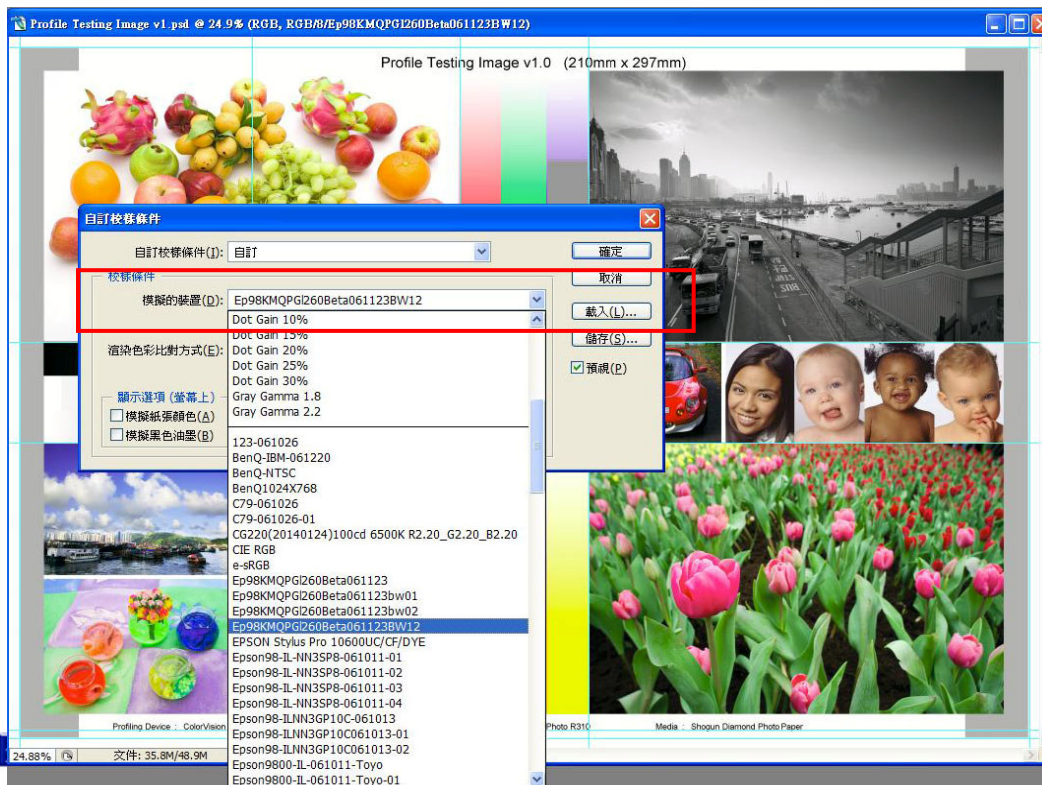 Profile Testing Image v1.psd @ 24.9% (RGB, RGB/8/Ep98KMQPGl260Beta061123BW12)
Profile Testing Image v1.0 (210mm x 297mm)
自訂校樣條件
自訂校樣條件(I): 自訂
確定
校樣條件
取消
模擬的裝置(D): Ep98KMQPGl260Beta061123BW12
載入(L)...
Dot Gain 10%
Dot Gain 15%
儲存(S)...
渲染色彩比對方式(E):
Dot Gain 20%
Dot Gain 25%
預視(P)
Dot Gain 30%
顯示選項 (螢幕上)
Gray Gamma 1.8
模擬紙張顏色(A)
Gray Gamma 2.2
模擬黑色油墨(B)
123-061026
BenQ-IBM-061220
BenQ-NTSC
BenQ1024X768
C79-061026
C79-061026-01
CG220(20140124)100cd 6500K R2.20_G2.20_B2.20
CIE RGB
e-sRGB
Ep98KMQPGl260Beta061123
Ep98KMQPGl260Beta061123bw01
Ep98KMQPGl260Beta061123bw02
Ep98KMQPGl260Beta061123BW12
EPSON Stylus Pro 10600UC/CF/DYE
Epson98-IL-NN3SP8-061011-01
Epson98-IL-NN3SP8-061011-02
Epson98-IL-NN3SP8-061011-03
Epson98-IL-NN3SP8-061011-04
Epson98-ILNN3GP10C-061013
Epson98-ILNN3GP10C061013-01
Epson98-ILNN3GP10C061013-02
Epson9800-IL-061011-Toyo
Epson9800-IL-061011-Toyo-01
BUS
Profiling Device : ColorVision
Photo R310
Media : Shogun Diamond Photo Paper
24.88%
文件: 35.8M/48.9M